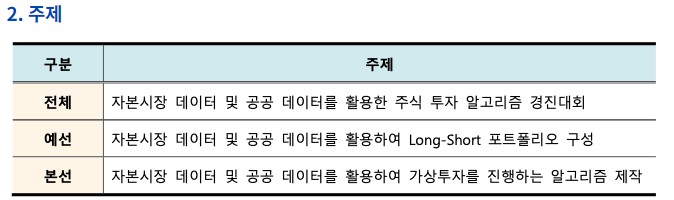 2. 주제
구분 주제
전체 자본시장 데이터 및 공공 데이터를 활용한 주식 투자 알고리즘 경진대회
예선 자본시장 데이터 및 공공 데이터를 활용하여 Long-Short 포트폴리오 구성
본선 자본시장 데이터 및 공공 데이터를 활용하여 가상투자를 진행하는 알고리즘 제작